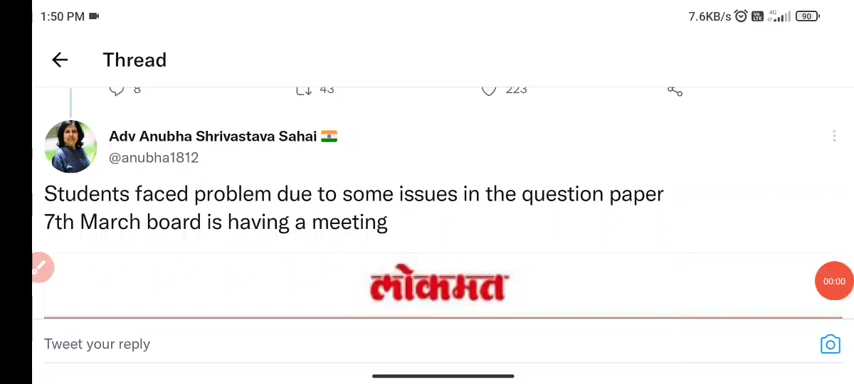 1:50 PM
7.6KB/s 4G 90
Thread
8 43 223
Adv Anubha Shrivastava Sahai
@anubha1812
Students faced problem due to some issues in the question paper
7th March board is having a meeting
लोकमत
00:00
Tweet your reply